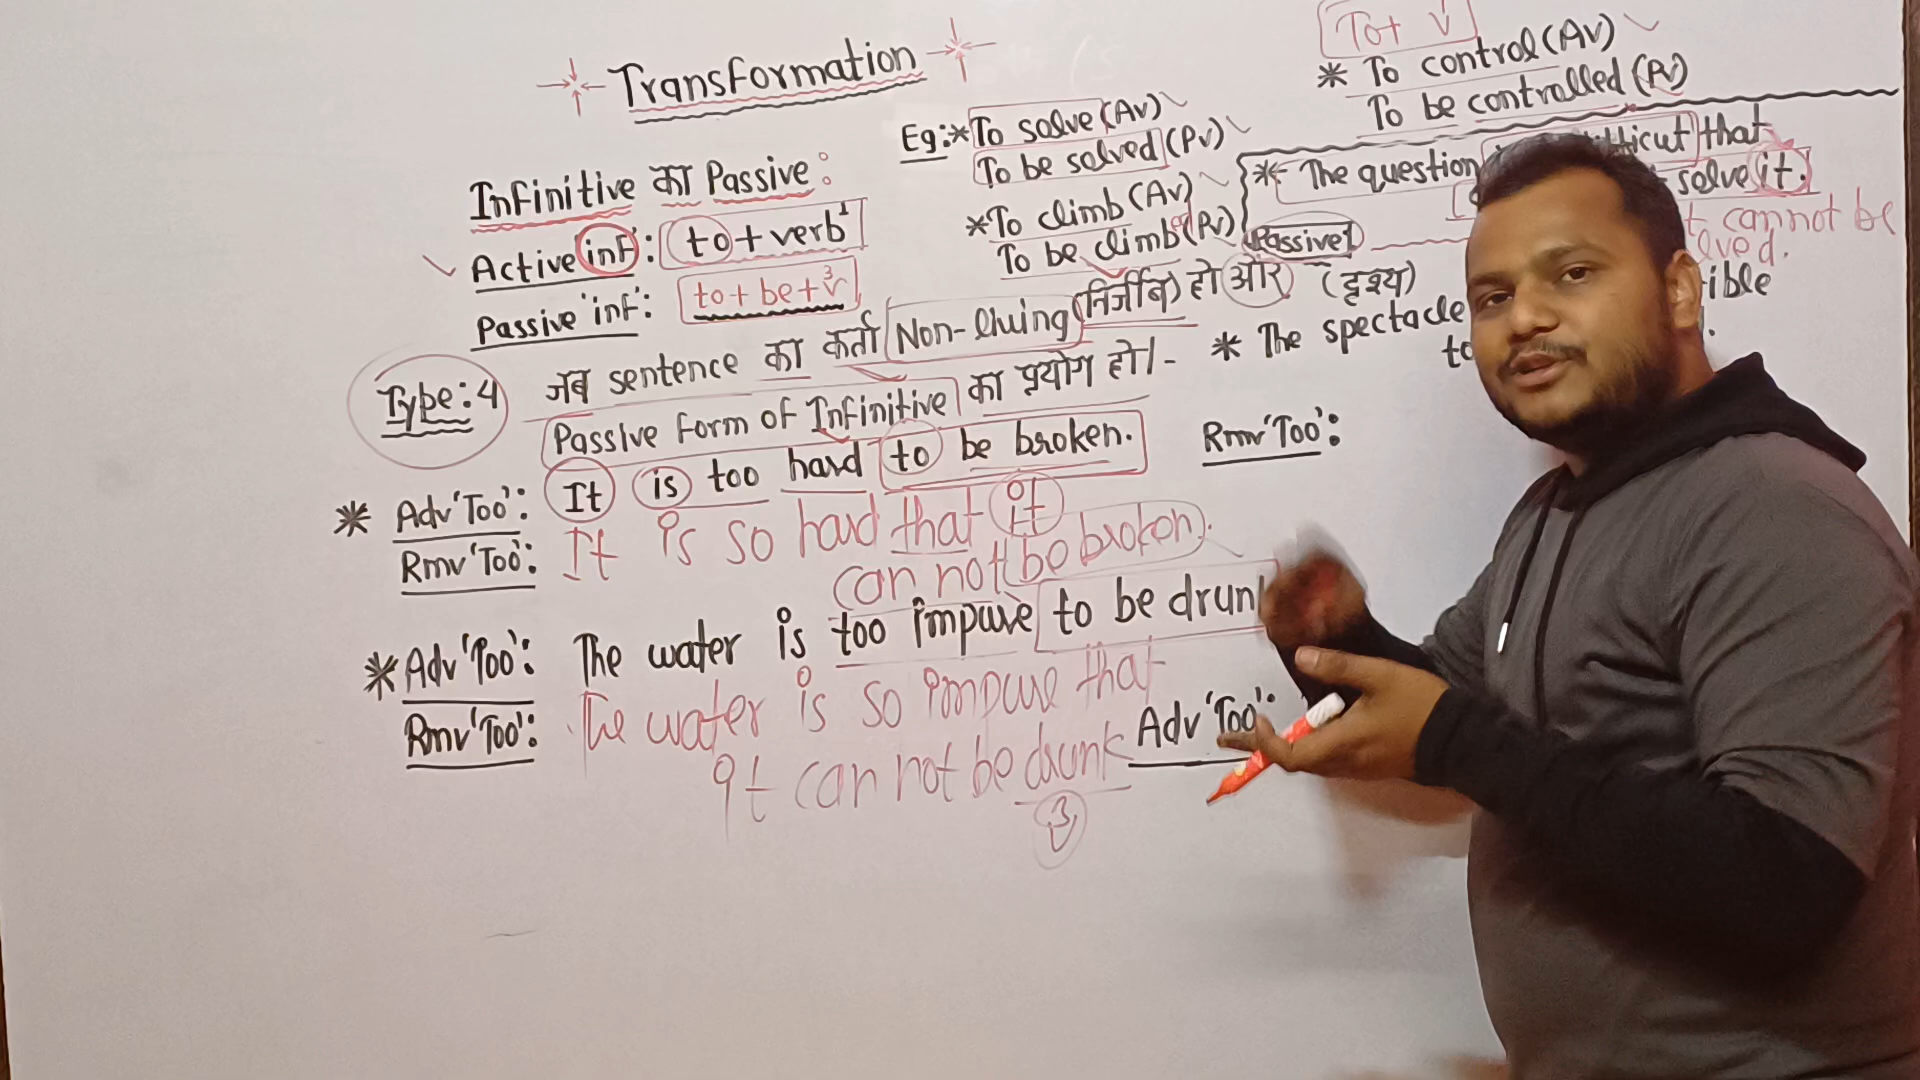 Transformation
Infinitive का Passive:
Active 'inf': to + verb¹
Passive 'inf': to + be + v³
Eg:* To solve (Av)
To be solved (Pv)
* To climb (Av)
To be climbed (Pv)
To + V¹
* To control (Av)
To be controlled (Pv)
* The question that
solve it.
Passive
cannot be
Type: 4 जब sentence का कर्ता Non-living (निर्जीव) हो और (दृश्य)
Passive form of Infinitive का प्रयोग हो।-
* The spectacle
to
* Adv 'Too': It is too hard to be broken.
Rmv 'Too': It is so hard that it
can not be broken.
Rmv 'Too':
* Adv 'Too': The water is too impure to be drunk
Rmv 'Too': The water is so impure that
It can not be drunk
3
Adv 'Too':